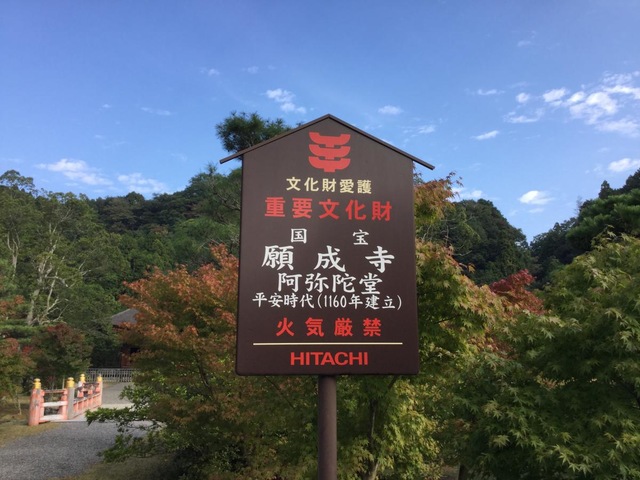 文化財愛護
重要文化財
国宝
願成寺
阿弥陀堂
平安時代(1160年建立)
火気厳禁
HITACHI